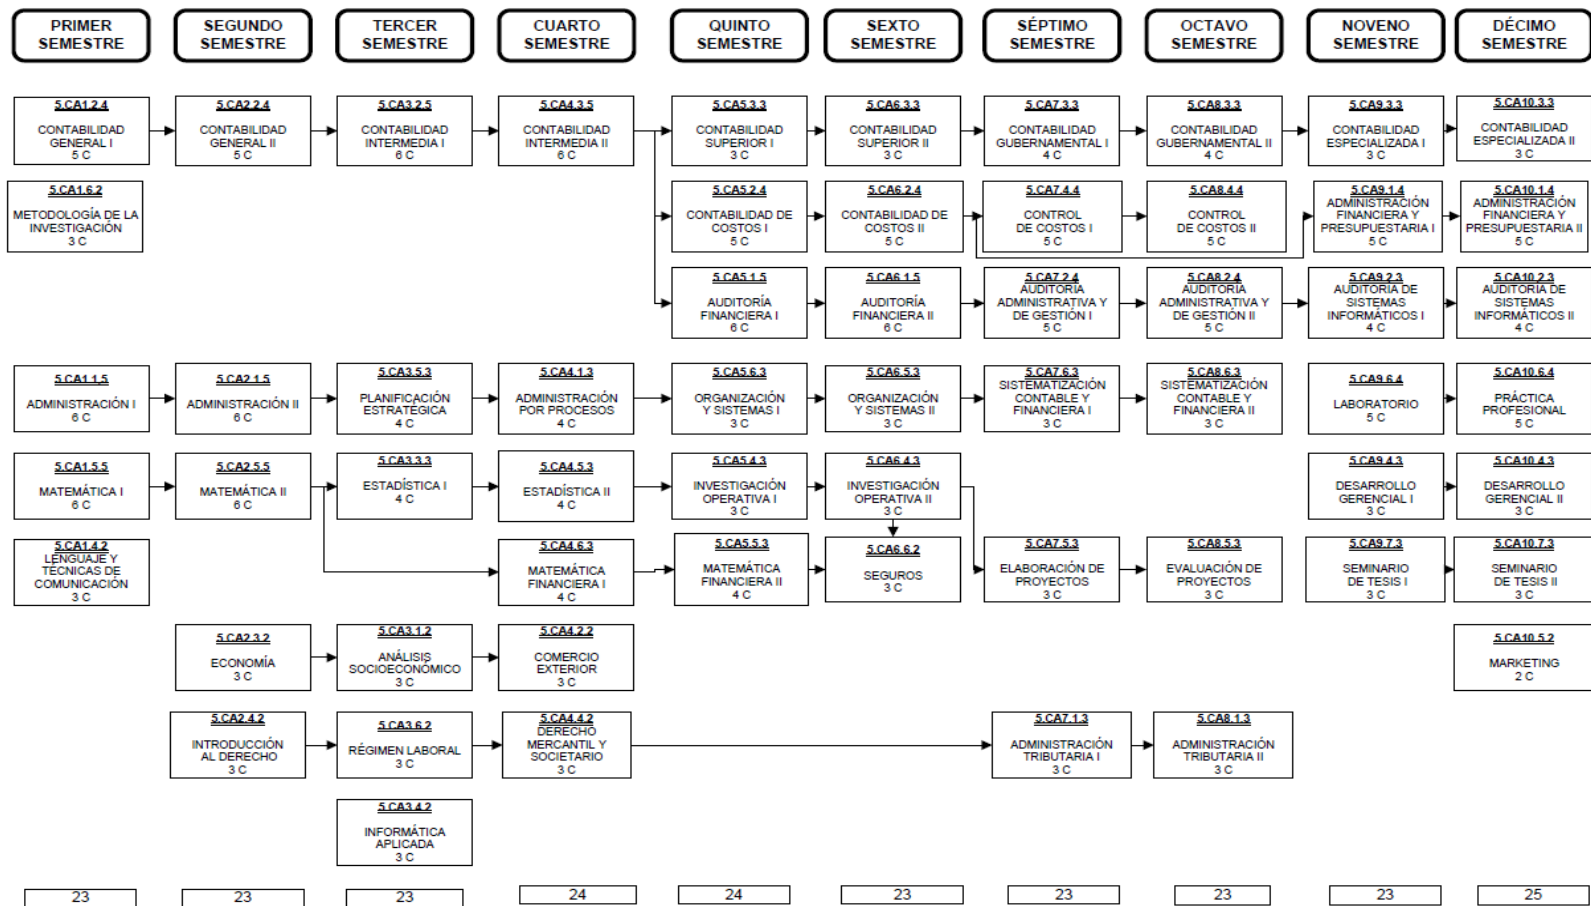 PRIMER
SEMESTRE
SEGUNDO
SEMESTRE
TERCER
SEMESTRE
CUARTO
SEMESTRE
QUINTO
SEMESTRE
SEXTO
SEMESTRE
SÉPTIMO
SEMESTRE
OCTAVO
SEMESTRE
NOVENO
SEMESTRE
DÉCIMO
SEMESTRE
5.CA1.2.4
CONTABILIDAD
GENERAL I
5 C
5.CA2.2.4
CONTABILIDAD
GENERAL II
5 C
5.CA3.2.5
CONTABILIDAD
INTERMEDIA I
6 C
5.CA4.3.5
CONTABILIDAD
INTERMEDIA II
6 C
5.CA5.3.3
CONTABILIDAD
SUPERIOR I
3 C
5.CA6.3.3
CONTABILIDAD
SUPERIOR II
3 C
5.CA7.3.3
CONTABILIDAD
GUBERNAMENTAL I
4 C
5.CA8.3.3
CONTABILIDAD
GUBERNAMENTAL II
4 C
5.CA9.3.3
CONTABILIDAD
ESPECIALIZADA I
3 C
5.CA10.3.3
CONTABILIDAD
ESPECIALIZADA II
3 C
5.CA1.6.2
METODOLOGÍA DE LA
INVESTIGACIÓN
3 C
5.CA5.2.4
CONTABILIDAD DE
COSTOS I
5 C
5.CA6.2.4
CONTABILIDAD DE
COSTOS II
5 C
5.CA7.4.4
CONTROL
DE COSTOS I
5 C
5.CA8.4.4
CONTROL
DE COSTOS II
5 C
5.CA9.1.4
ADMINISTRACIÓN
FINANCIERA Y
PRESUPUESTARIA I
5 C
5.CA10.1.4
ADMINISTRACIÓN
FINANCIERA Y
PRESUPUESTARIA II
5 C
5.CA5.1.5
AUDITORÍA
FINANCIERA I
6 C
5.CA6.1.5
AUDITORÍA
FINANCIERA II
6 C
5.CA7.2.4
AUDITORÍA
ADMINISTRATIVA Y
DE GESTIÓN I
5 C
5.CA8.2.4
AUDITORÍA
ADMINISTRATIVA Y
DE GESTIÓN II
5 C
5.CA9.2.3
AUDITORÍA DE
SISTEMAS
INFORMÁTICOS I
4 C
5.CA10.2.3
AUDITORÍA DE
SISTEMAS
INFORMÁTICOS II
4 C
5.CA1.1.5
ADMINISTRACIÓN I
6 C
5.CA2.1.5
ADMINISTRACIÓN II
6 C
5.CA3.5.3
PLANIFICACIÓN
ESTRATÉGICA
4 C
5.CA4.1.3
ADMINISTRACIÓN
POR PROCESOS
4 C
5.CA5.6.3
ORGANIZACIÓN
Y SISTEMAS I
3 C
5.CA6.5.3
ORGANIZACIÓN
Y SISTEMAS II
3 C
5.CA7.6.3
SISTEMATIZACIÓN
CONTABLE Y
FINANCIERA I
3 C
5.CA8.6.3
SISTEMATIZACIÓN
CONTABLE Y
FINANCIERA II
3 C
5.CA9.6.4
LABORATORIO
5 C
5.CA10.6.4
PRÁCTICA
PROFESIONAL
5 C
5.CA1.5.5
MATEMÁTICA I
6 C
5.CA2.5.5
MATEMÁTICA II
6 C
5.CA3.3.3
ESTADÍSTICA I
4 C
5.CA4.5.3
ESTADÍSTICA II
4 C
5.CA5.4.3
INVESTIGACIÓN
OPERATIVA I
3 C
5.CA6.4.3
INVESTIGACIÓN
OPERATIVA II
3 C
5.CA9.4.3
DESARROLLO
GERENCIAL I
3 C
5.CA10.4.3
DESARROLLO
GERENCIAL II
3 C
5.CA1.4.2
LENGUAJE Y
TÉCNICAS DE
COMUNICACIÓN
3 C
5.CA4.6.3
MATEMÁTICA
FINANCIERA I
4 C
5.CA5.5.3
MATEMÁTICA
FINANCIERA II
4 C
5.CA6.6.2
SEGUROS
3 C
5.CA7.5.3
ELABORACIÓN DE
PROYECTOS
3 C
5.CA8.5.3
EVALUACIÓN DE
PROYECTOS
3 C
5.CA9.7.3
SEMINARIO
DE TESIS I
3 C
5.CA10.7.3
SEMINARIO
DE TESIS II
3 C
5.CA2.3.2
ECONOMÍA
3 C
5.CA3.1.2
ANÁLISIS
SOCIOECONÓMICO
3 C
5.CA4.2.2
COMERCIO
EXTERIOR
3 C
5.CA10.5.2
MARKETING
2 C
5.CA2.4.2
INTRODUCCIÓN
AL DERECHO
3 C
5.CA3.6.2
RÉGIMEN LABORAL
3 C
5.CA4.4.2
DERECHO
MERCANTIL Y
SOCIETARIO
3 C
5.CA7.1.3
ADMINISTRACIÓN
TRIBUTARIA I
3 C
5.CA8.1.3
ADMINISTRACIÓN
TRIBUTARIA II
3 C
5.CA3.4.2
INFORMÁTICA
APLICADA
3 C
23
23
23
24
24
23
23
23
23
25